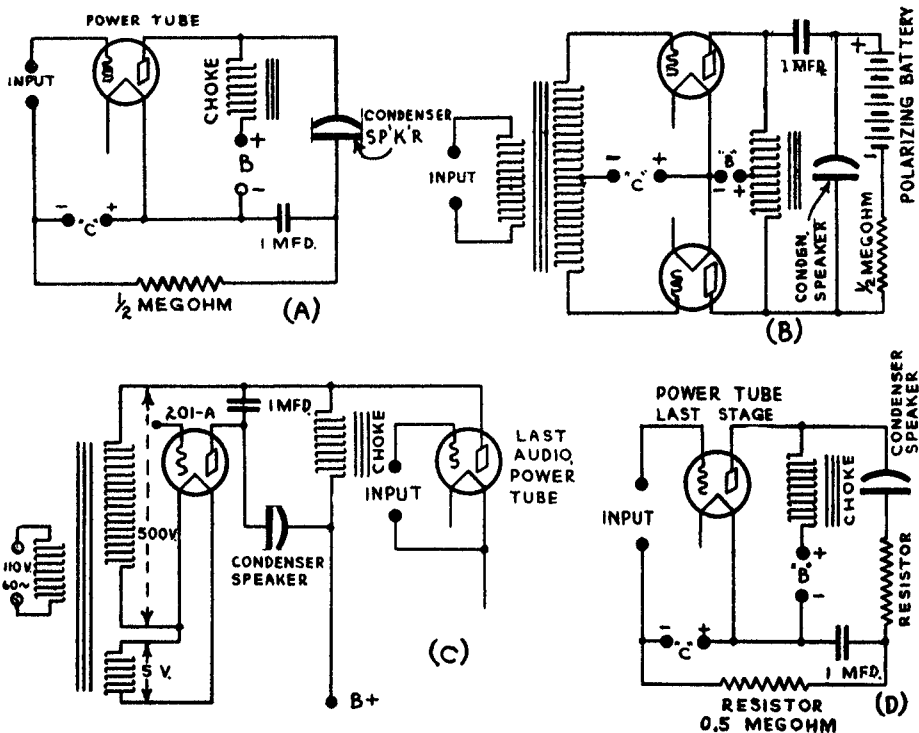 POWER TUBE
INPUT
CHOKE
+
B
-
CONDENSER
SP'K'R
- "C" +
1 MFD.
½ MEGOHM
(A)
INPUT
- "C" +
"B"
- +
1 MFD.
+
-
POLARIZING BATTERY
CONDEN.
SPEAKER
½ MEGOHM
(B)
110 V.
60~
500V.
5 V.
201-A
1 MFD.
CHOKE
CONDENSER
SPEAKER
INPUT
LAST
AUDIO,
POWER
TUBE
B+
(C)
POWER TUBE
LAST STAGE
INPUT
CHOKE
+
"B"
-
CONDENSER
SPEAKER
RESISTOR
- "C" +
1 MFD.
RESISTOR
0.5 MEGOHM
(D)